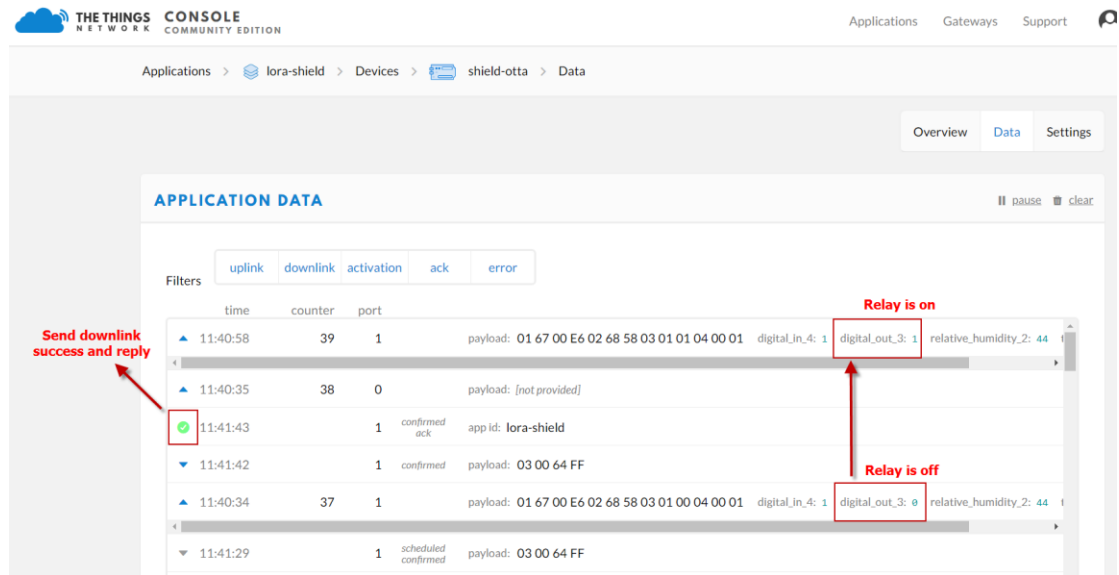 THE THINGS NETWORK CONSOLE COMMUNITY EDITION
Applications Gateways Support
Applications > lora-shield > Devices > shield-otta > Data
Overview Data Settings
APPLICATION DATA
pause clear
Filters uplink downlink activation ack error
time counter port
Relay is on
Send downlink success and reply
11:40:58 39 1 payload: 01 67 00 E6 02 68 58 03 01 01 04 00 01 digital_in_4: 1 digital_out_3: 1 relative_humidity_2: 44 t
11:40:35 38 0 payload: [not provided]
11:41:43 1 confirmed ack app id: lora-shield
11:41:42 1 confirmed payload: 03 00 64 FF
Relay is off
11:40:34 37 1 payload: 01 67 00 E6 02 68 58 03 01 00 04 00 01 digital_in_4: 1 digital_out_3: 0 relative_humidity_2: 44
11:41:29 1 scheduled confirmed payload: 03 00 64 FF